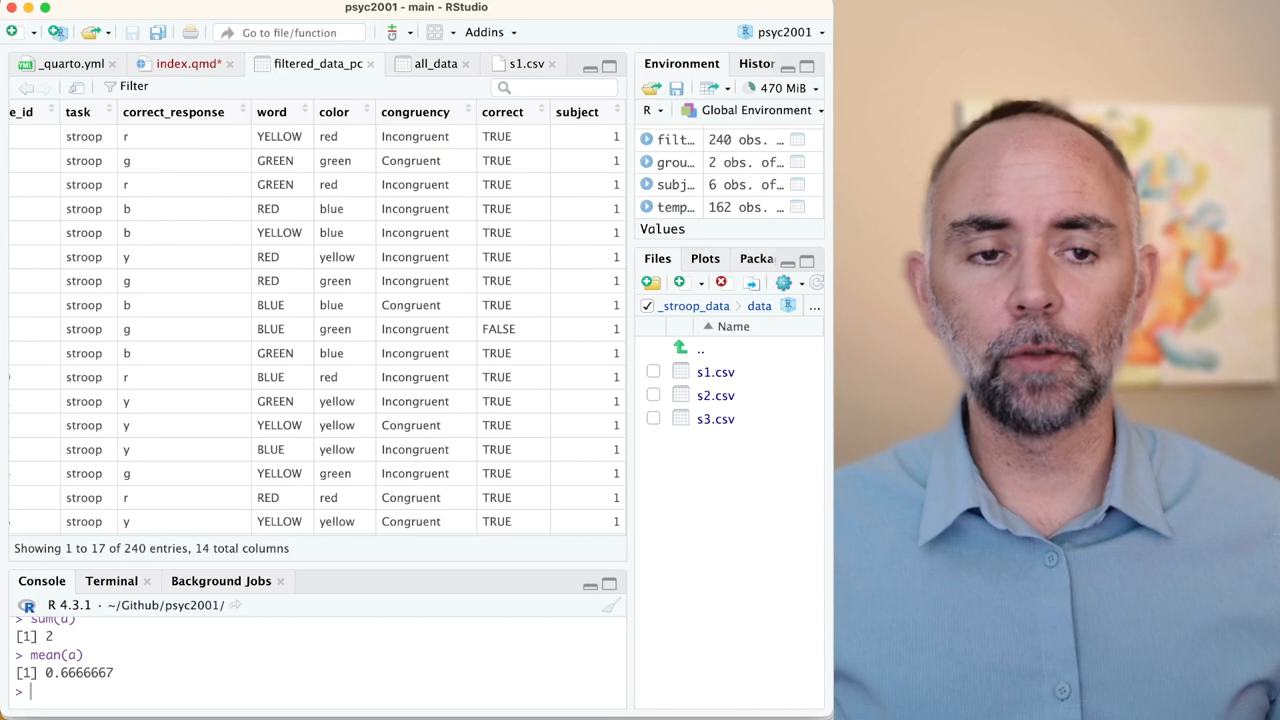 psyc2001 - main - RStudio
Go to file/function Addins psyc2001
_quarto.yml index.qmd* filtered_data_pc all_data s1.csv
Filter
e_id task correct_response word color congruency correct subject
stroop r YELLOW red Incongruent TRUE 1
stroop g GREEN green Congruent TRUE 1
stroop r GREEN red Incongruent TRUE 1
stroop b RED blue Incongruent TRUE 1
stroop b YELLOW blue Incongruent TRUE 1
stroop y RED yellow Incongruent TRUE 1
stroop g RED green Incongruent TRUE 1
stroop b BLUE blue Congruent TRUE 1
stroop g BLUE green Incongruent FALSE 1
stroop b GREEN blue Incongruent TRUE 1
stroop r BLUE red Incongruent TRUE 1
stroop y GREEN yellow Incongruent TRUE 1
stroop y YELLOW yellow Congruent TRUE 1
stroop y BLUE yellow Incongruent TRUE 1
stroop g YELLOW green Incongruent TRUE 1
stroop r RED red Congruent TRUE 1
stroop y YELLOW yellow Congruent TRUE 1
Showing 1 to 17 of 240 entries, 14 total columns
Console Terminal Background Jobs
R 4.3.1 · ~/Github/psyc2001/
> sum(a)
[1] 2
> mean(a)
[1] 0.6666667
>
Environment Histor
470 MiB
R Global Environment
filt… 240 obs. …
grou… 2 obs. of…
subj… 6 obs. of…
temp… 162 obs. …
Values
Files Plots Packa
_stroop_data data ...
Name
..
s1.csv
s2.csv
s3.csv